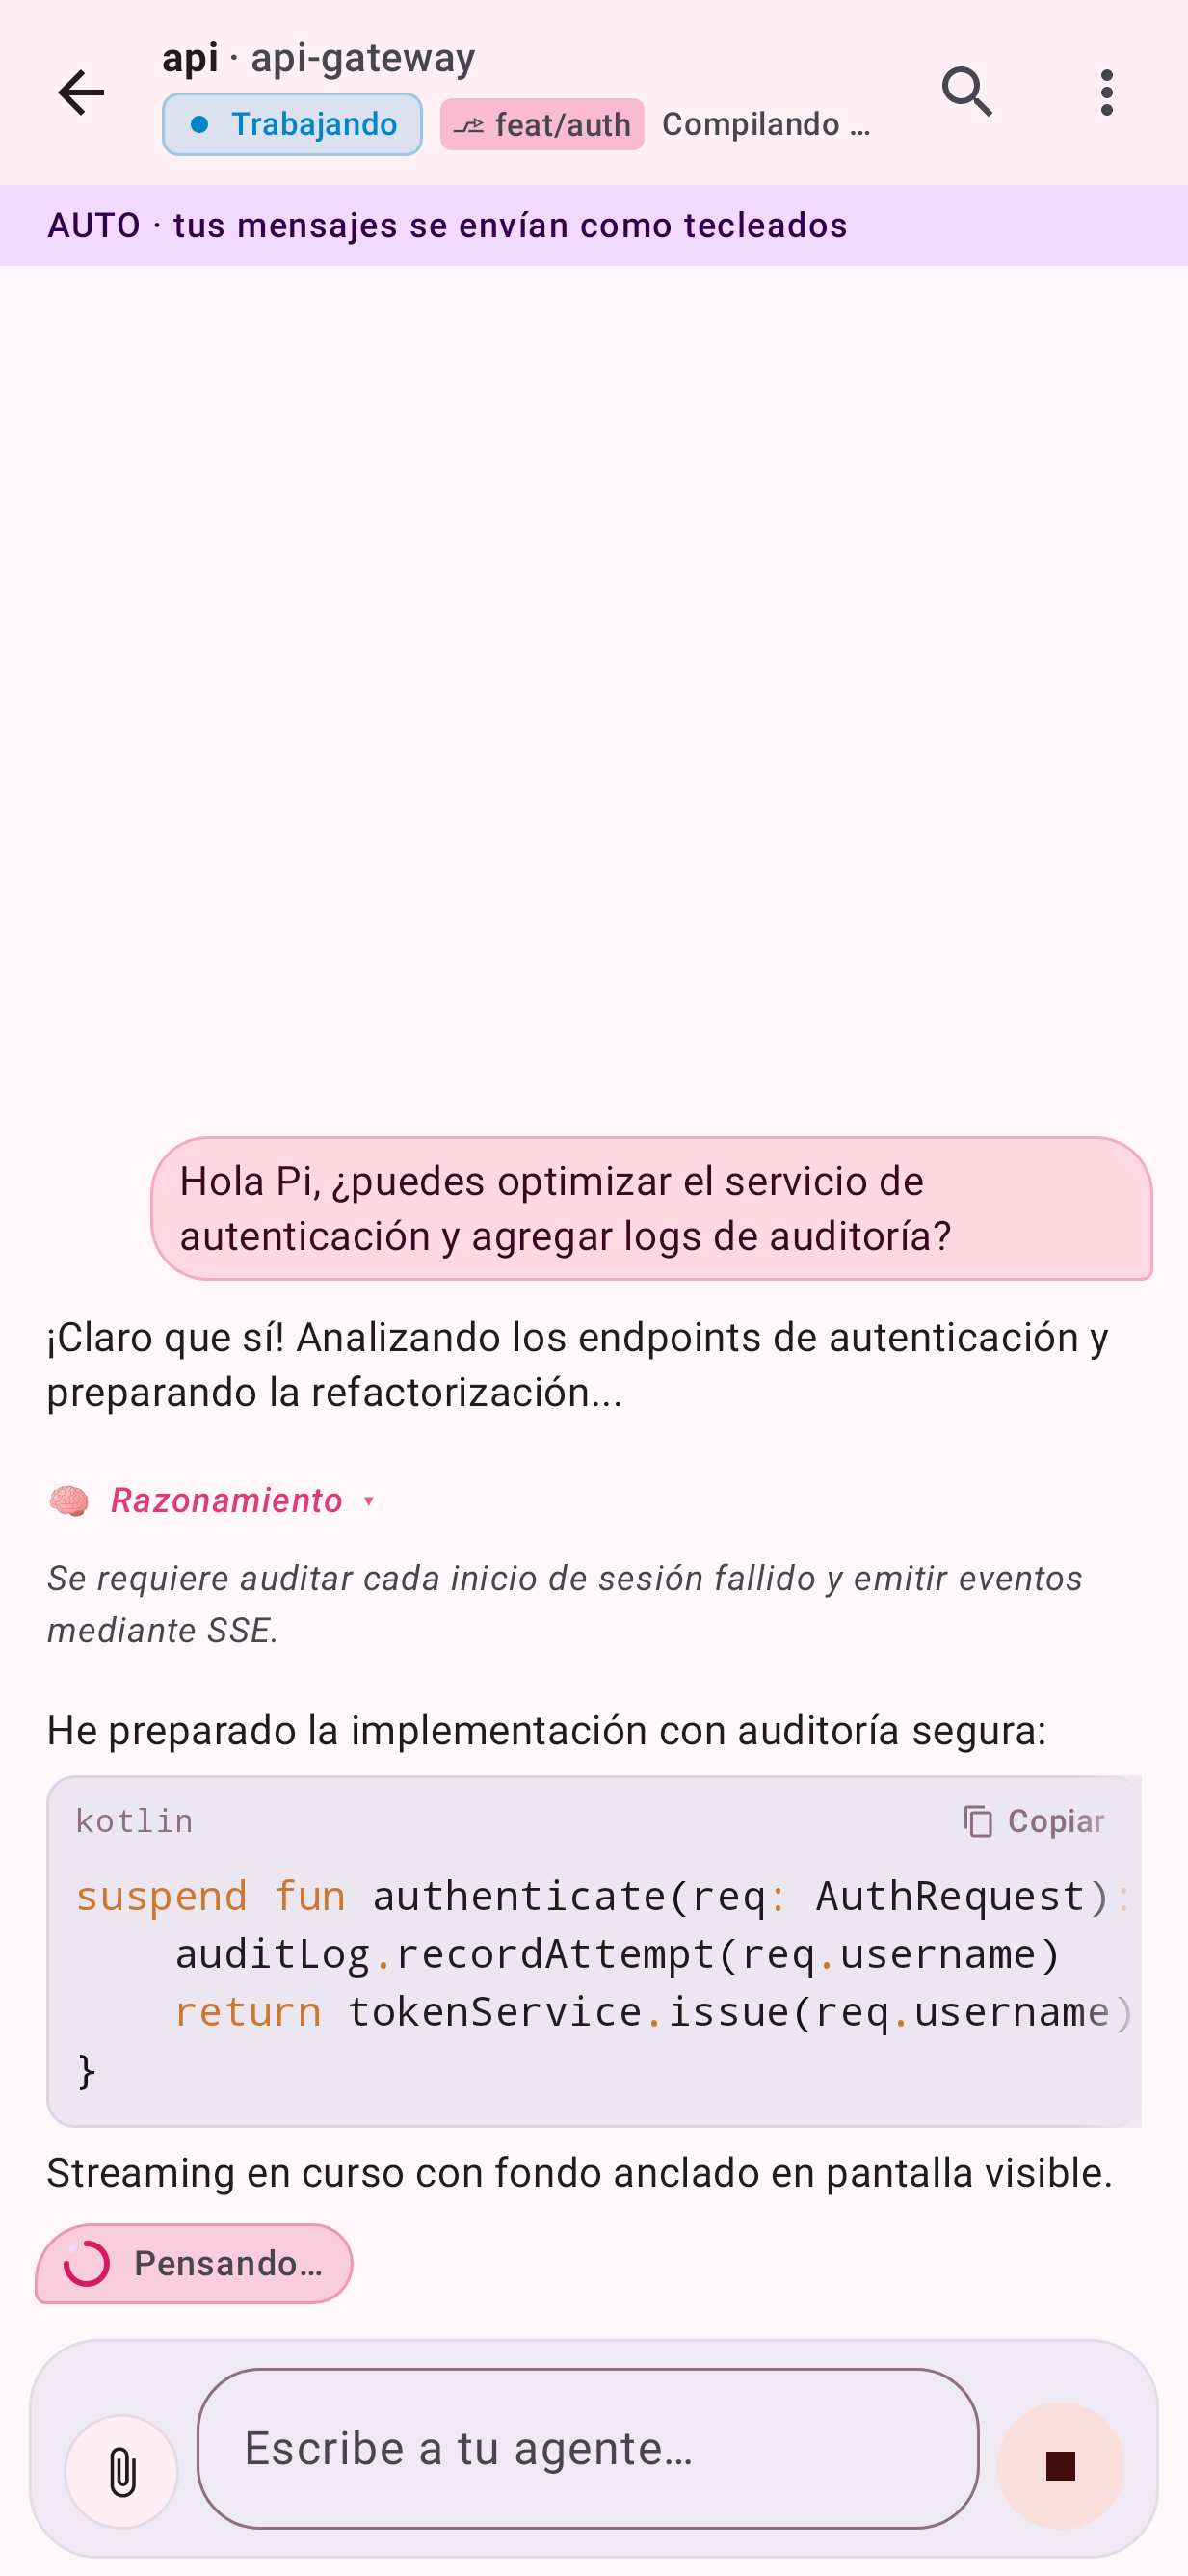 api · api-gateway
Trabajando
feat/auth
Compilando …
AUTO · tus mensajes se envían como tecleados
Hola Pi, ¿puedes optimizar el servicio de
autenticación y agregar logs de auditoría?
¡Claro que sí! Analizando los endpoints de autenticación y
preparando la refactorización...
🧠 Razonamiento ▾
Se requiere auditar cada inicio de sesión fallido y emitir eventos
mediante SSE.
He preparado la implementación con auditoría segura:
kotlin
Copiar
suspend fun authenticate(req: AuthRequest):
    auditLog.recordAttempt(req.username)
    return tokenService.issue(req.username)
}
Streaming en curso con fondo anclado en pantalla visible.
Pensando…
Escribe a tu agente…